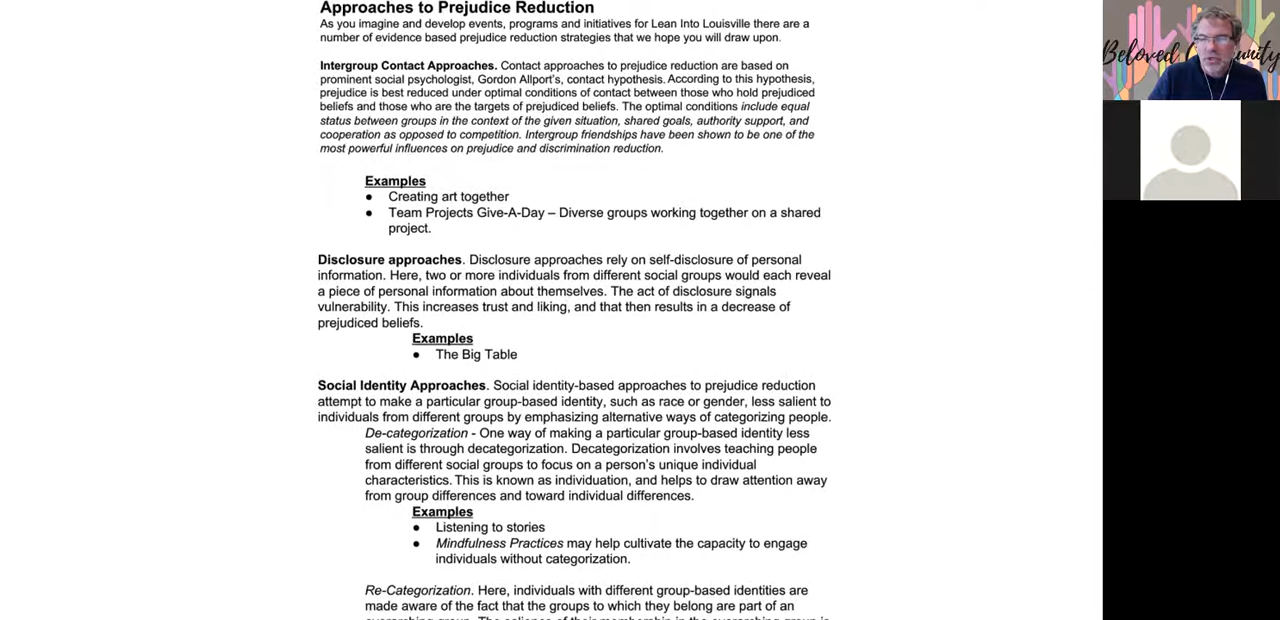 Approaches to Prejudice Reduction
As you imagine and develop events, programs and initiatives for Lean Into Louisville there are a
number of evidence based prejudice reduction strategies that we hope you will draw upon.
Intergroup Contact Approaches. Contact approaches to prejudice reduction are based on
prominent social psychologist, Gordon Allport's, contact hypothesis. According to this hypothesis,
prejudice is best reduced under optimal conditions of contact between those who hold prejudiced
beliefs and those who are the targets of prejudiced beliefs. The optimal conditions include equal
status between groups in the context of the given situation, shared goals, authority support, and
cooperation as opposed to competition. Intergroup friendships have been shown to be one of the
most powerful influences on prejudice and discrimination reduction.
Examples
● Creating art together
● Team Projects Give-A-Day – Diverse groups working together on a shared
project.
Disclosure approaches. Disclosure approaches rely on self-disclosure of personal
information. Here, two or more individuals from different social groups would each reveal
a piece of personal information about themselves. The act of disclosure signals
vulnerability. This increases trust and liking, and that then results in a decrease of
prejudiced beliefs.
Examples
● The Big Table
Social Identity Approaches. Social identity-based approaches to prejudice reduction
attempt to make a particular group-based identity, such as race or gender, less salient to
individuals from different groups by emphasizing alternative ways of categorizing people.
De-categorization - One way of making a particular group-based identity less
salient is through decategorization. Decategorization involves teaching people
from different social groups to focus on a person's unique individual
characteristics. This is known as individuation, and helps to draw attention away
from group differences and toward individual differences.
Examples
● Listening to stories
● Mindfulness Practices may help cultivate the capacity to engage
individuals without categorization.
Re-Categorization. Here, individuals with different group-based identities are
made aware of the fact that the groups to which they belong are part of an
Beloved